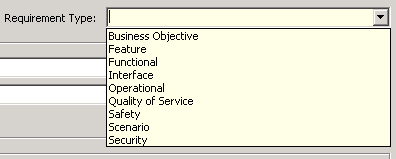 Requirement Type:
Business Objective
Feature
Functional
Interface
Operational
Quality of Service
Safety
Scenario
Security